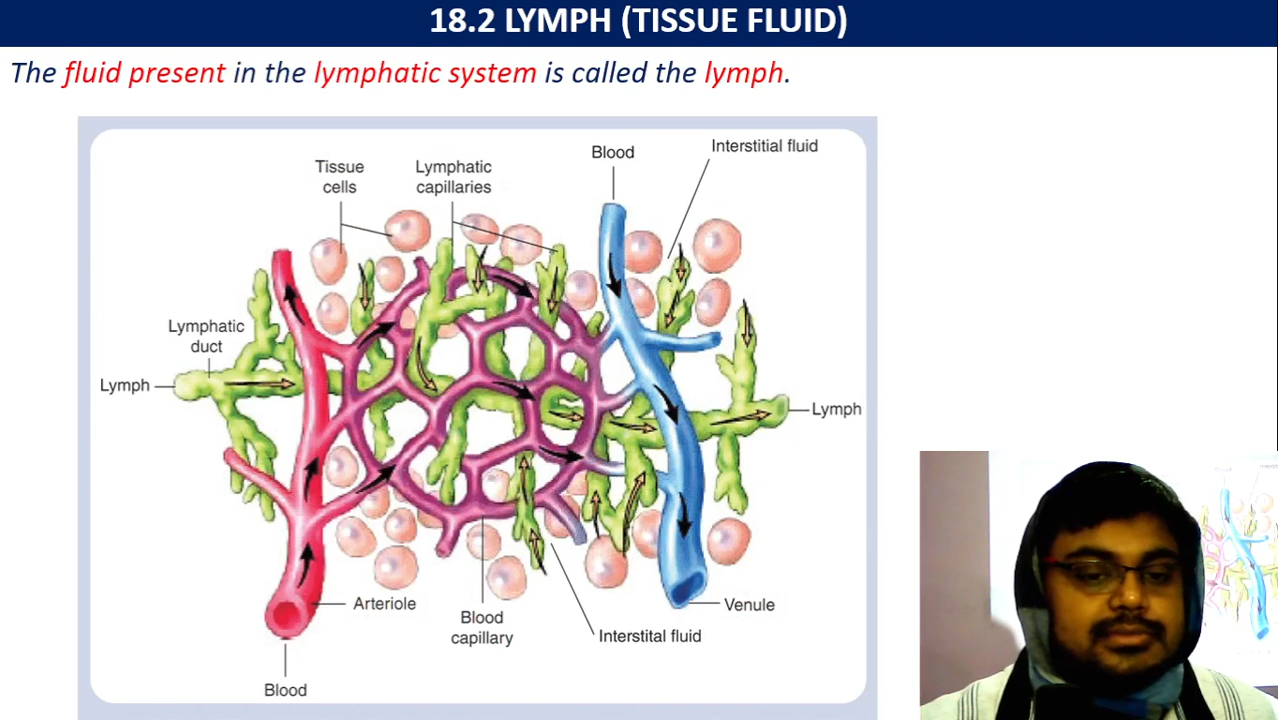 18.2 LYMPH (TISSUE FLUID)
The fluid present in the lymphatic system is called the lymph.
Blood
Interstitial fluid
Tissue
cells
Lymphatic
capillaries
Lymphatic
duct
Lymph
Lymph
Arteriole
Blood
capillary
Venule
Interstital fluid
Blood